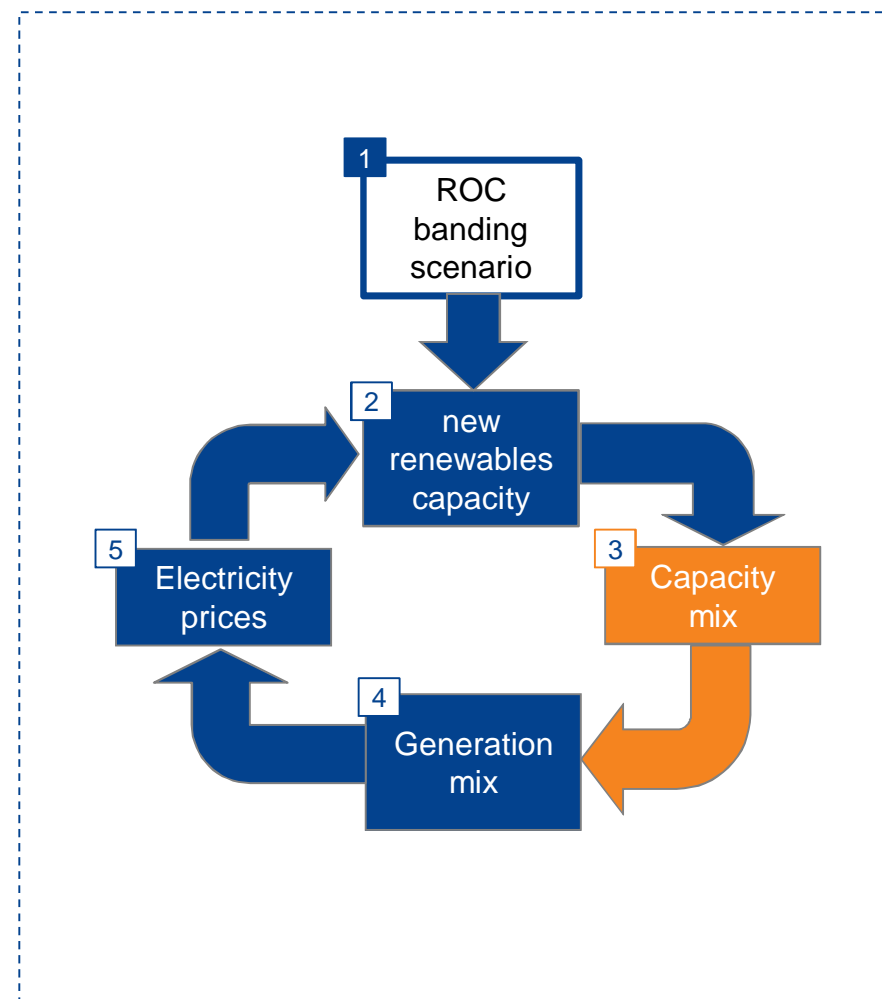 1
ROC
banding
scenario
2
new
renewables
capacity
3
Capacity
mix
4
Generation
mix
5
Electricity
prices